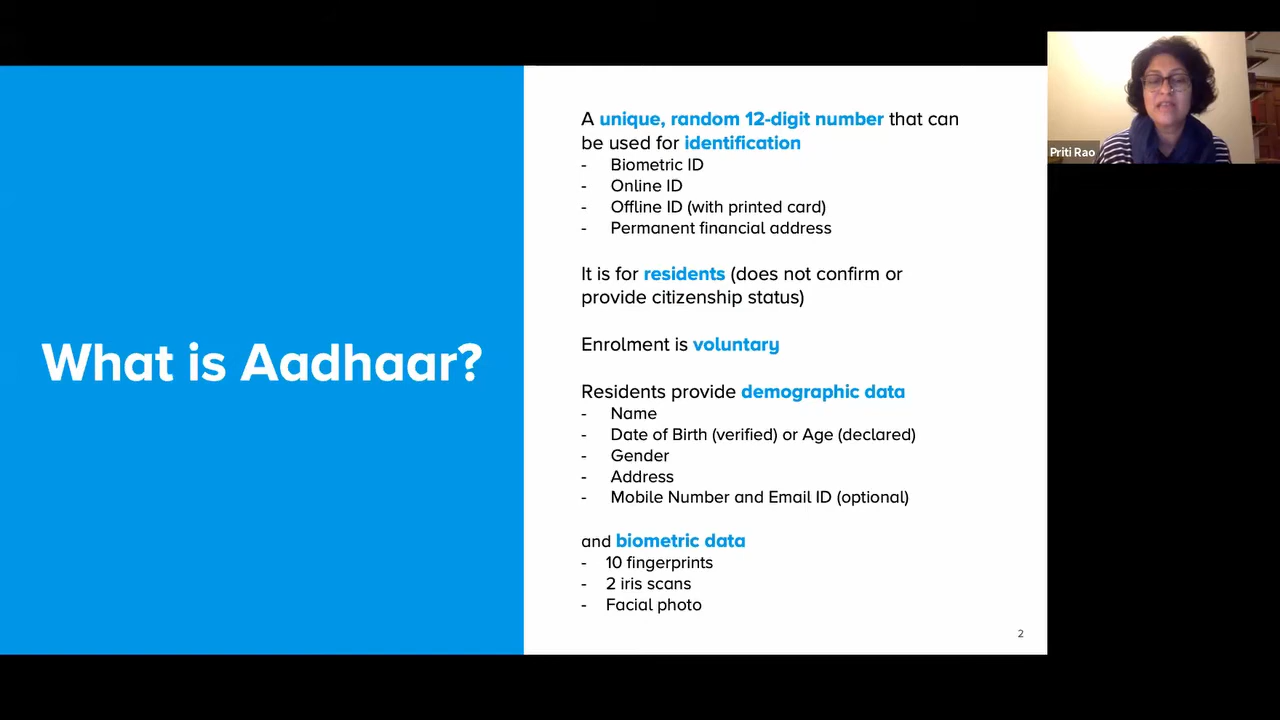 What is Aadhaar?
A unique, random 12-digit number that can
be used for identification
- Biometric ID
- Online ID
- Offline ID (with printed card)
- Permanent financial address
It is for residents (does not confirm or
provide citizenship status)
Enrolment is voluntary
Residents provide demographic data
- Name
- Date of Birth (verified) or Age (declared)
- Gender
- Address
- Mobile Number and Email ID (optional)
and biometric data
- 10 fingerprints
- 2 iris scans
- Facial photo
2
Priti Rao